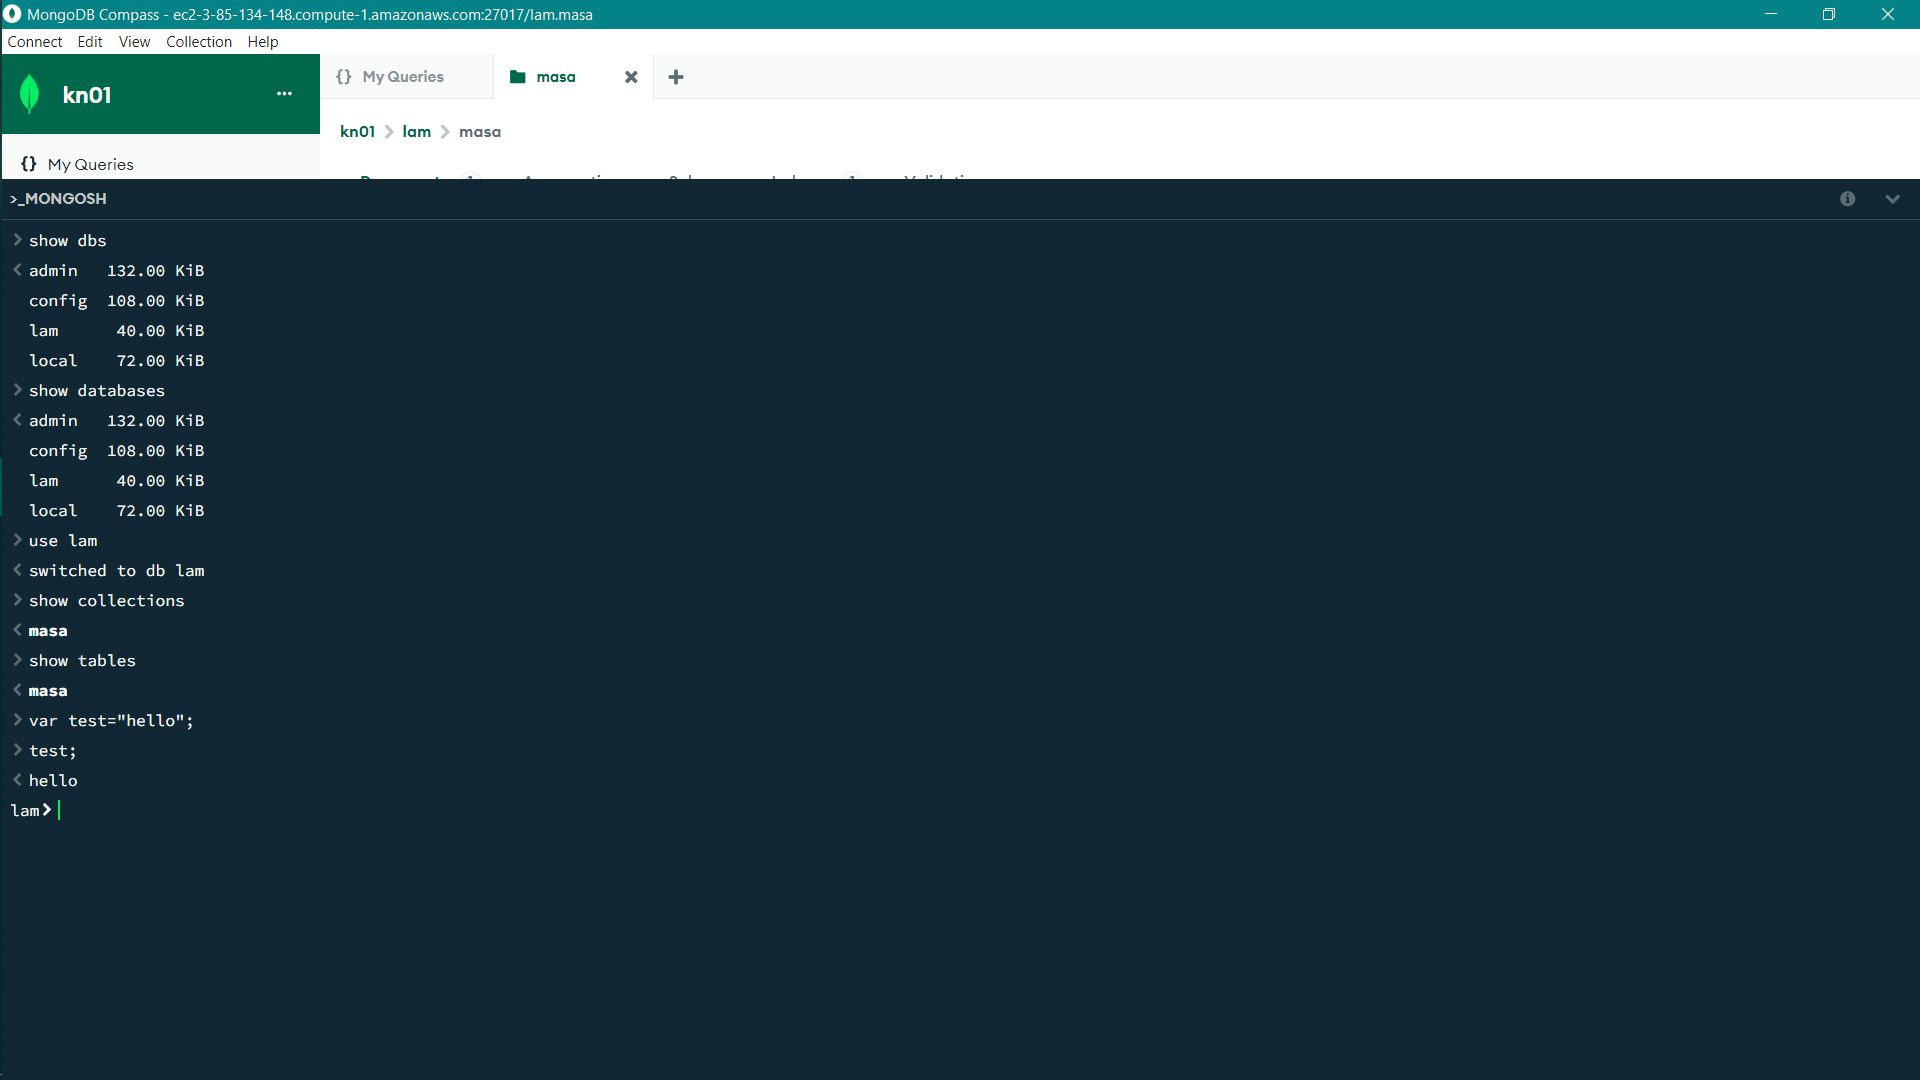 MongoDB Compass - ec2-3-85-134-148.compute-1.amazonaws.com:27017/lam.masa
Connect Edit View Collection Help
kn01 ...
{} My Queries
masa
kn01 > lam > masa
{} My Queries
>_MONGOSH
> show dbs
< admin 132.00 KiB
config 108.00 KiB
lam 40.00 KiB
local 72.00 KiB
> show databases
< admin 132.00 KiB
config 108.00 KiB
lam 40.00 KiB
local 72.00 KiB
> use lam
< switched to db lam
> show collections
< masa
> show tables
< masa
> var test="hello";
> test;
< hello
lam>